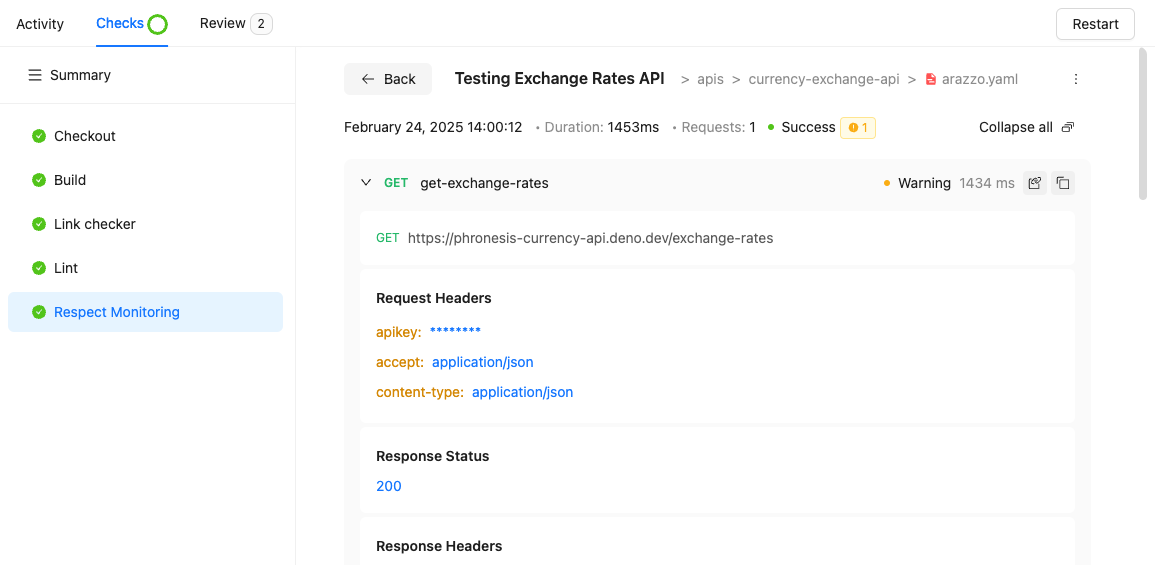 Activity Checks Review 2 Restart
Summary
Checkout
Build
Link checker
Lint
Respect Monitoring
Back Testing Exchange Rates API > apis > currency-exchange-api > arazzo.yaml
February 24, 2025 14:00:12 • Duration: 1453ms • Requests: 1 • Success 1 Collapse all
GET get-exchange-rates Warning 1434 ms
GET https://phronesis-currency-api.deno.dev/exchange-rates
Request Headers
apikey: ********
accept: application/json
content-type: application/json
Response Status
200
Response Headers